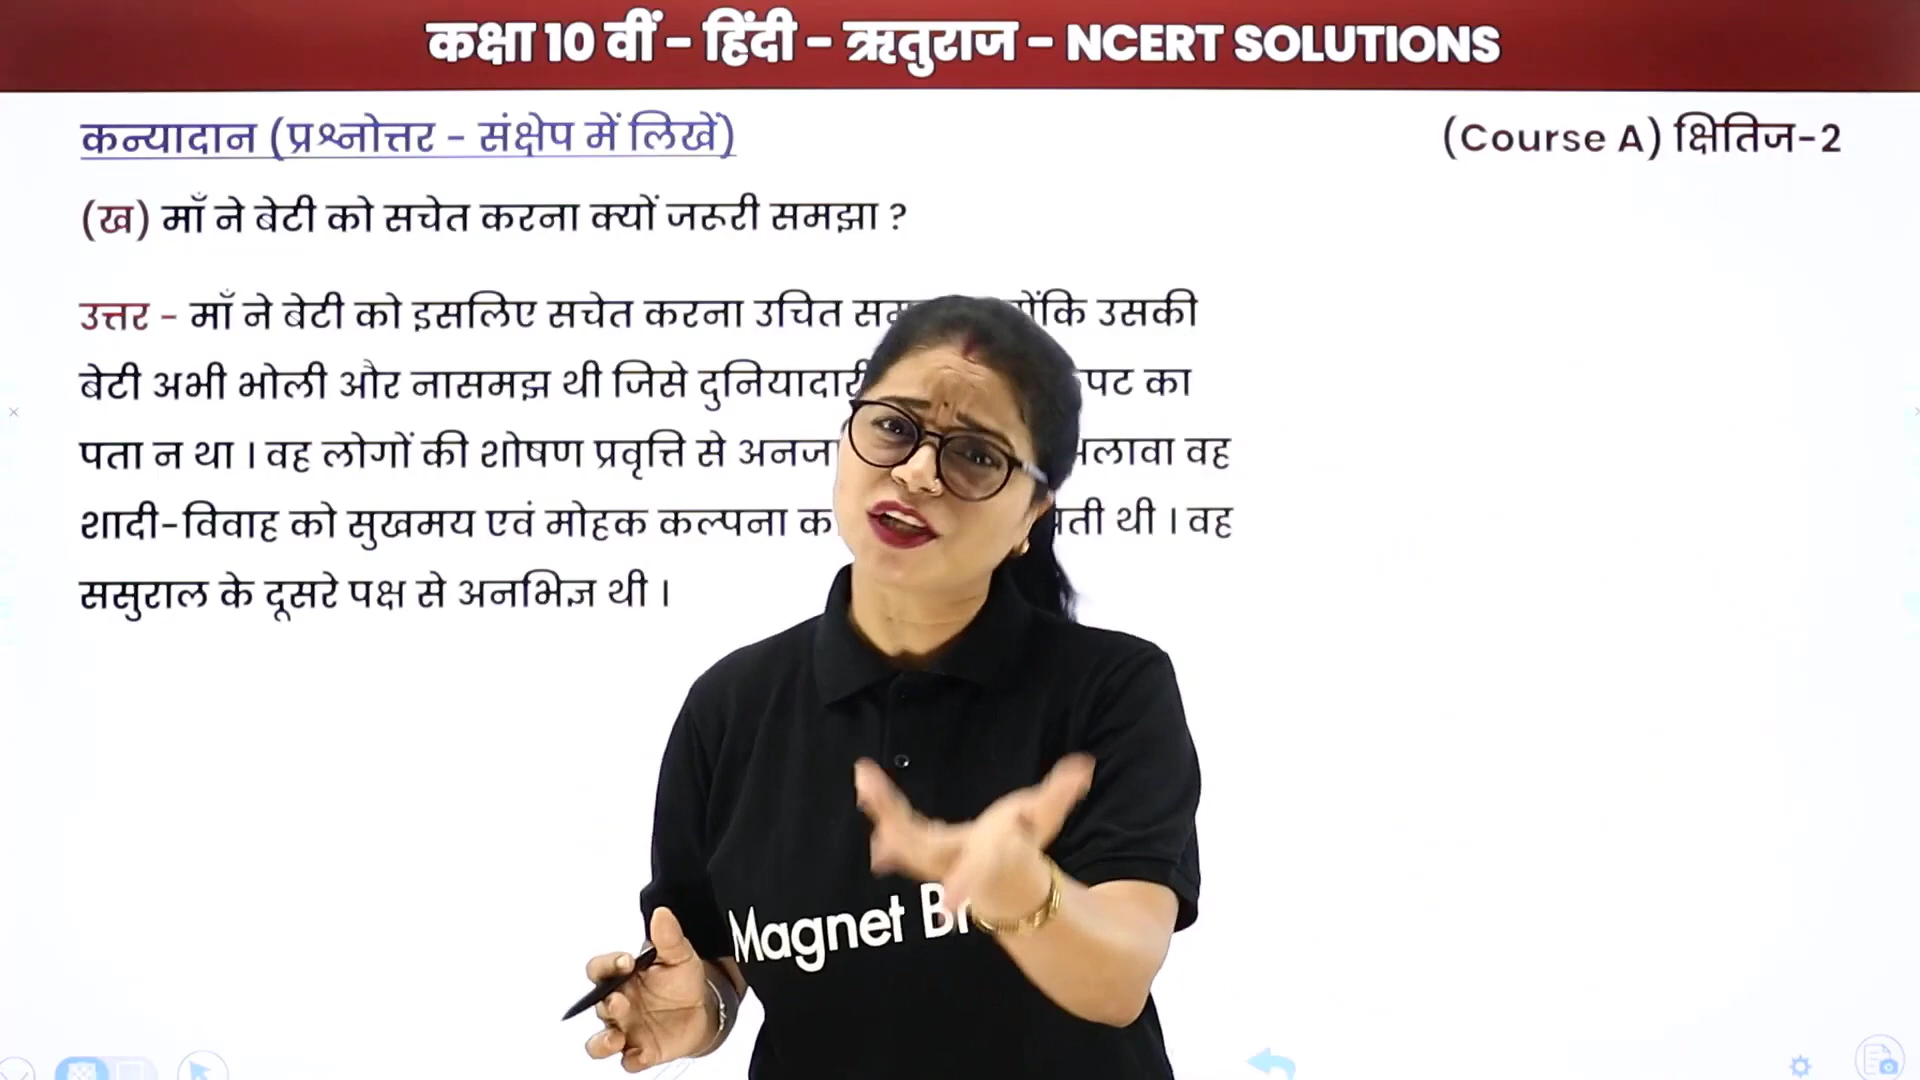 कक्षा 10 वीं - हिंदी - ऋतुराज - NCERT SOLUTIONS
कन्यादान (प्रश्नोत्तर - संक्षेप में लिखें)
(Course A) क्षितिज-2
(ख) माँ ने बेटी को सचेत करना क्यों जरूरी समझा ?
उत्तर - माँ ने बेटी को इसलिए सचेत करना उचित उसकी
बेटी अभी भोली और नासमझ थी जिसे का
पता न था । वह लोगों की शोषण प्रवृत्ति से वह
शादी-विवाह को सुखमय एवं मोहक कल्पना थी । वह
ससुराल के दूसरे पक्ष से अनभिज्ञ थी ।
Magnet